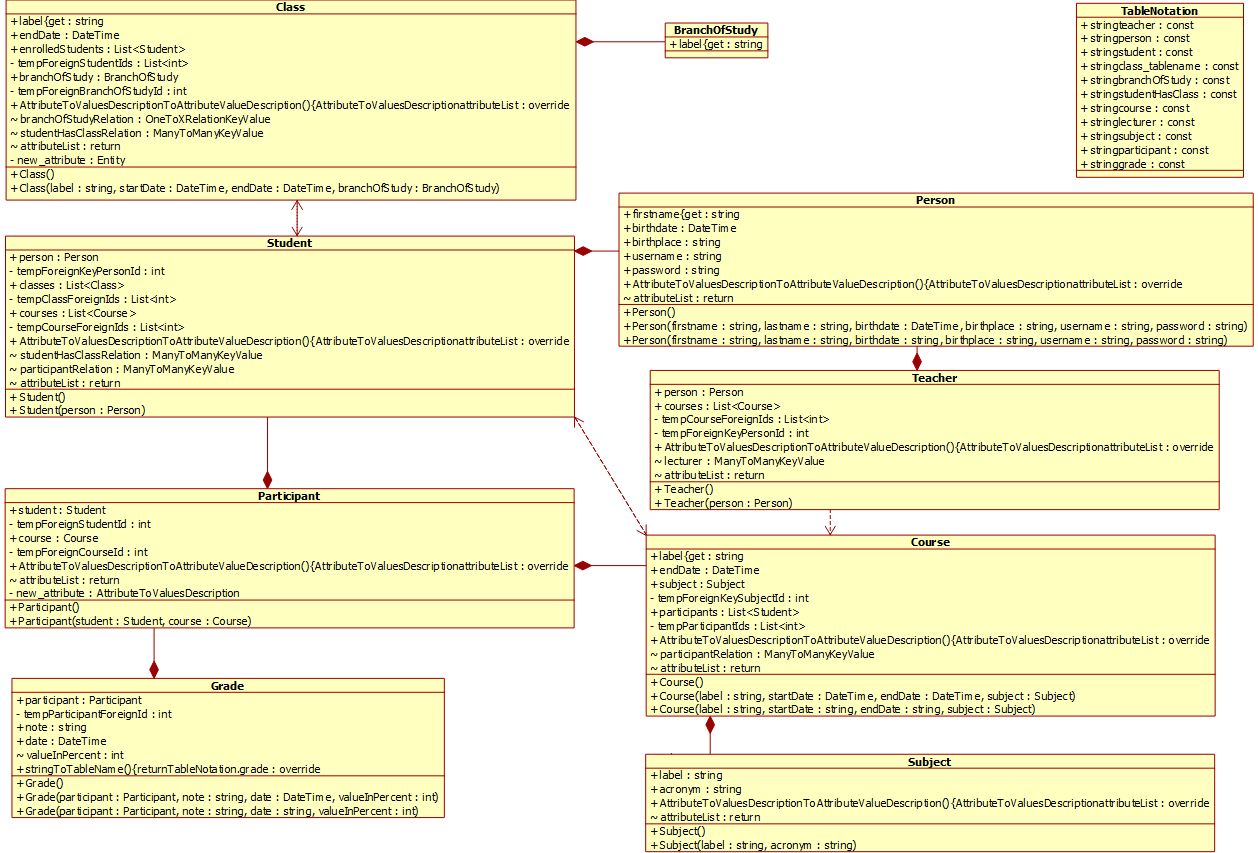 Class
+label{get : string
+endDate : DateTime
+enrolledStudents : List<Student>
- tempForeignStudentIds : List<int>
+branchOfStudy : BranchOfStudy
- tempForeignBranchOfStudyId : int
+AttributeToValuesDescriptionToAttributeValueDescription(){AttributeToValuesDescriptionattributeList : override
~ branchOfStudyRelation : OneToXRelationKeyValue
~ studentHasClassRelation : ManyToManyKeyValue
~ attributeList : return
- new_attribute : Entity
+Class()
+Class(label : string, startDate : DateTime, endDate : DateTime, branchOfStudy : BranchOfStudy)
BranchOfStudy
+label{get : string
TableNotation
+stringteacher : const
+stringperson : const
+stringstudent : const
+stringclass_tablename : const
+stringbranchOfStudy : const
+stringstudentHasClass : const
+stringcourse : const
+stringlecturer : const
+stringsubject : const
+stringparticipant : const
+stringgrade : const
Person
+firstname{get : string
+birthdate : DateTime
+birthplace : string
+username : string
+password : string
+AttributeToValuesDescriptionToAttributeValueDescription(){AttributeToValuesDescriptionattributeList : override
~ attributeList : return
+Person()
+Person(firstname : string, lastname : string, birthdate : DateTime, birthplace : string, username : string, password : string)
+Person(firstname : string, lastname : string, birthdate : string, birthplace : string, username : string, password : string)
Student
+person : Person
- tempForeignKeyPersonId : int
+classes : List<Class>
- tempClassForeignIds : List<int>
+courses : List<Course>
- tempCourseForeignIds : List<int>
+AttributeToValuesDescriptionToAttributeValueDescription(){AttributeToValuesDescriptionattributeList : override
~ studentHasClassRelation : ManyToManyKeyValue
~ participantRelation : ManyToManyKeyValue
~ attributeList : return
+Student()
+Student(person : Person)
Teacher
+person : Person
+courses : List<Course>
- tempCourseForeignIds : List<int>
- tempForeignKeyPersonId : int
+AttributeToValuesDescriptionToAttributeValueDescription(){AttributeToValuesDescriptionattributeList : override
~ lecturer : ManyToManyKeyValue
~ attributeList : return
+Teacher()
+Teacher(person : Person)
Participant
+student : Student
- tempForeignStudentId : int
+course : Course
- tempForeignCourseId : int
+AttributeToValuesDescriptionToAttributeValueDescription(){AttributeToValuesDescriptionattributeList : override
~ attributeList : return
- new_attribute : AttributeToValuesDescription
+Participant()
+Participant(student : Student, course : Course)
Course
+label{get : string
+endDate : DateTime
+subject : Subject
- tempForeignKeySubjectId : int
+participants : List<Student>
- tempParticipantIds : List<int>
+AttributeToValuesDescriptionToAttributeValueDescription(){AttributeToValuesDescriptionattributeList : override
~ participantRelation : ManyToManyKeyValue
~ attributeList : return
+Course()
+Course(label : string, startDate : DateTime, endDate : DateTime, subject : Subject)
+Course(label : string, startDate : string, endDate : string, subject : Subject)
Grade
+participant : Participant
- tempParticipantForeignId : int
+note : string
+date : DateTime
~ valueInPercent : int
+stringToTableName(){returnTableNotation.grade : override
+Grade()
+Grade(participant : Participant, note : string, date : DateTime, valueInPercent : int)
+Grade(participant : Participant, note : string, date : string, valueInPercent : int)
Subject
+label : string
+acronym : string
+AttributeToValuesDescriptionToAttributeValueDescription(){AttributeToValuesDescriptionattributeList : override
~ attributeList : return
+Subject()
+Subject(label : string, acronym : string)